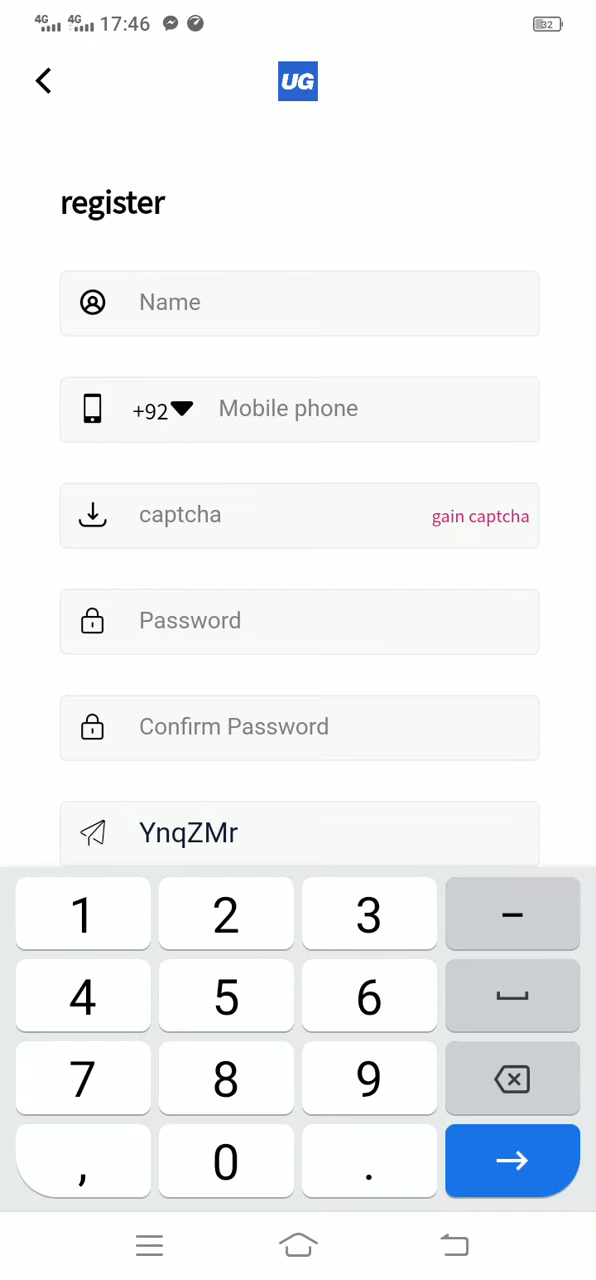 4G 4G 17:46 32
UG
register
Name
+92 Mobile phone
captcha gain captcha
Password
Confirm Password
YnqZMr
1 2 3 -
4 5 6
7 8 9
, 0 .